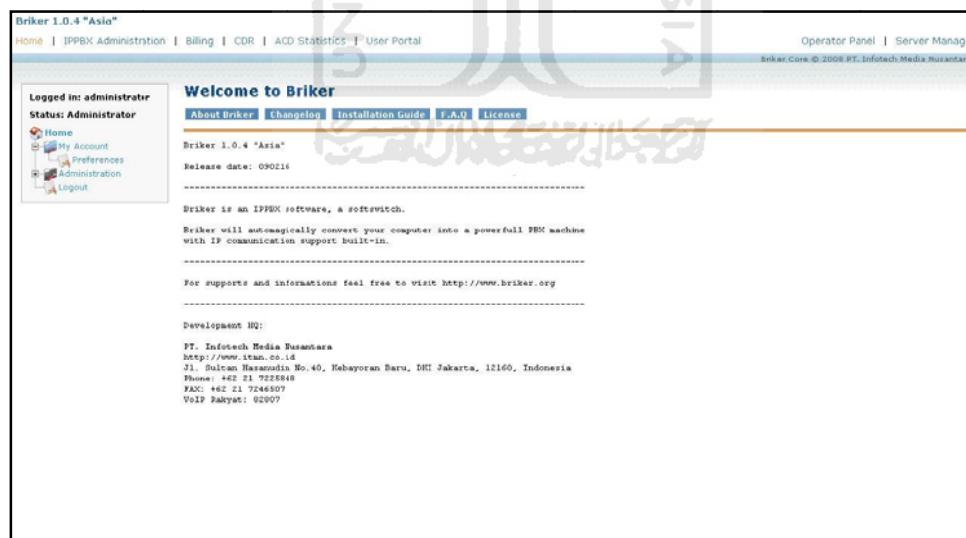 Briker 1.0.4 "Asia"
Home | IPPBX Administration | Billing | CDR | ACD Statistics | User Portal
Operator Panel | Server Manag
Briker Core © 2008 PT. Infotech Media Nusantar
Logged in: administrator
Status: Administrator
Home
My Account
Preferences
Administration
Logout
Welcome to Briker
About Briker Changelog Installation Guide F.A.Q License
Briker 1.0.4 "Asia"
Release date: 090216
------------------------------------------------------------------------
Briker is an IPPBX software, a softswitch.
Briker will automagically convert your computer into a powerfull PBX machine
with IP communication support built-in.
------------------------------------------------------------------------
For supports and informations feel free to visit http://www.briker.org
------------------------------------------------------------------------
Development HQ:
PT. Infotech Media Nusantara
http://www.itmn.co.id
Jl. Sultan Hasanudin No.40, Kebayoran Baru, DKI Jakarta, 12160, Indonesia
Phone: +62 21 7225848
FAX: +62 21 7246507
VoIP Rakyat: 82807